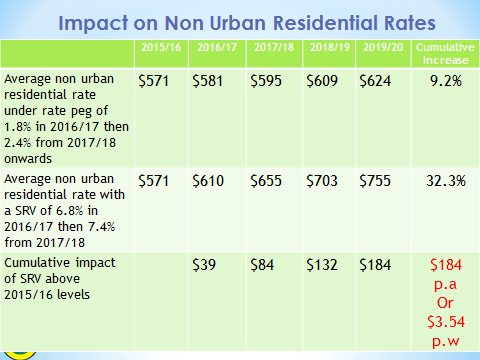 Impact on Non Urban Residential Rates
2015/16 2016/17 2017/18 2018/19 2019/20 Cumulative
Increase
Average non urban $571 $581 $595 $609 $624 9.2%
residential rate
under rate peg of
1.8% in 2016/17 then
2.4% from 2017/18
onwards
Average non urban $571 $610 $655 $703 $755 32.3%
residential rate with
a SRV of 6.8% in
2016/17 then 7.4%
from 2017/18
Cumulative impact $39 $84 $132 $184 $184
of SRV above p.a
2015/16 levels Or
$3.54
p.w